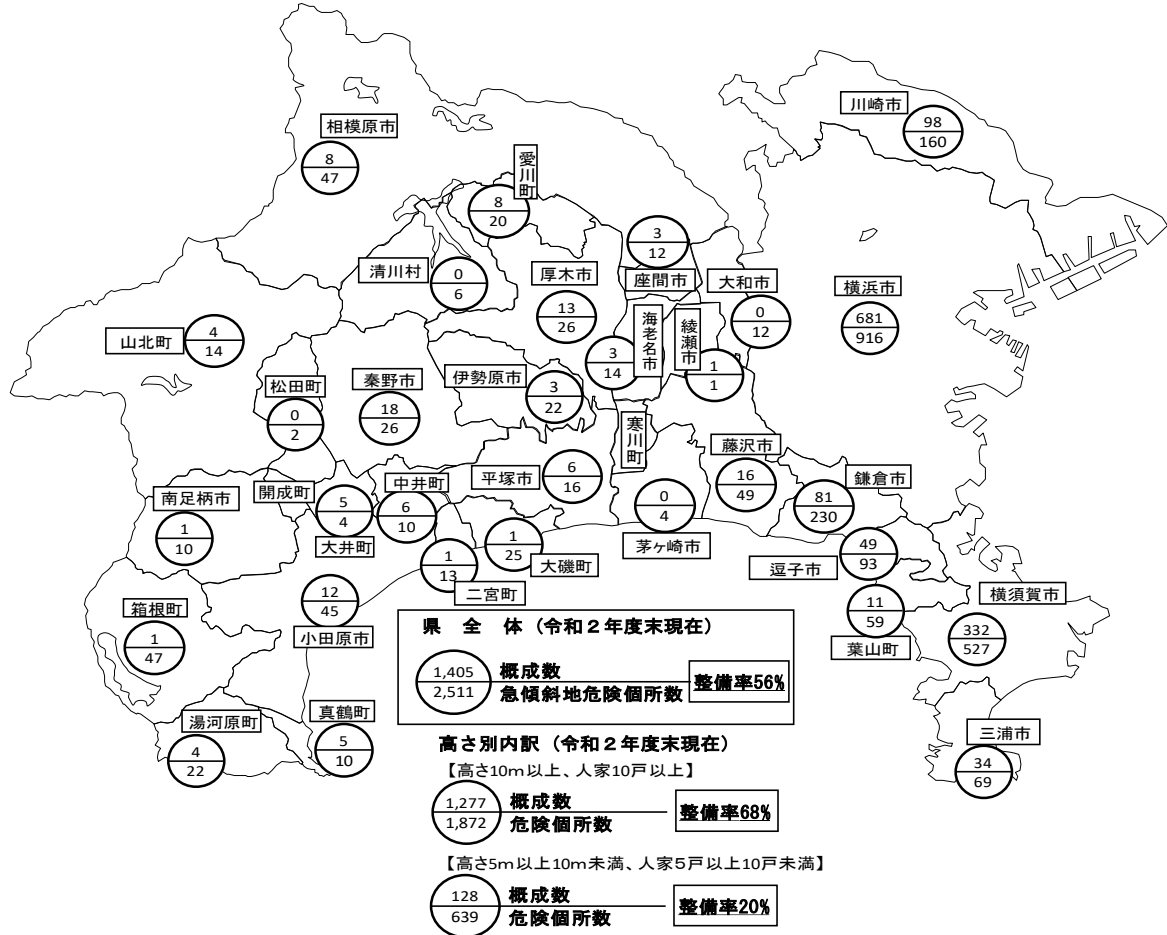 川崎市
98
160
相模原市
8
47
愛川町
8
20
3
12
座間市
清川村
0
6
厚木市
13
26
大和市
0
12
横浜市
681
916
山北町
4
14
海老名市
3
14
綾瀬市
1
1
松田町
0
2
秦野市
18
26
伊勢原市
3
22
寒川町
藤沢市
16
49
鎌倉市
81
230
南足柄市
1
10
開成町
5
4
大井町
中井町
6
10
平塚市
6
16
0
4
茅ヶ崎市
1
25
大磯町
1
13
二宮町
49
93
逗子市
横須賀市
332
527
箱根町
1
47
12
45
小田原市
11
59
葉山町
県 全 体 (令和2年度末現在)
1,405 概成数
2,511 急傾斜地危険個所数
整備率56%
湯河原町
4
22
真鶴町
5
10
三浦市
34
69
高さ別内訳 (令和2年度末現在)
【高さ10m以上、人家10戸以上】
1,277 概成数
1,872 危険個所数
整備率68%
【高さ5m以上10m未満、人家5戸以上10戸未満】
128 概成数
639 危険個所数
整備率20%